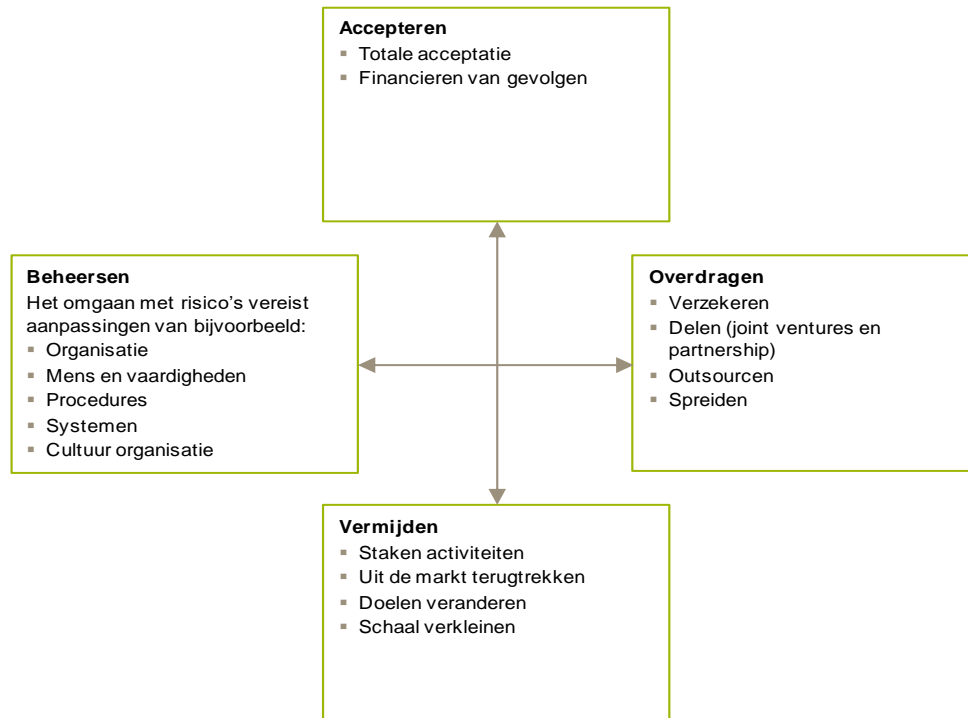 Accepteren
▪ Totale acceptatie
▪ Financieren van gevolgen
Beheersen
Het omgaan met risico's vereist
aanpassingen van bijvoorbeeld:
▪ Organisatie
▪ Mens en vaardigheden
▪ Procedures
▪ Systemen
▪ Cultuur organisatie
Overdragen
▪ Verzekeren
▪ Delen (joint ventures en
partnership)
▪ Outsourcen
▪ Spreiden
Vermijden
▪ Staken activiteiten
▪ Uit de markt terugtrekken
▪ Doelen veranderen
▪ Schaal verkleinen